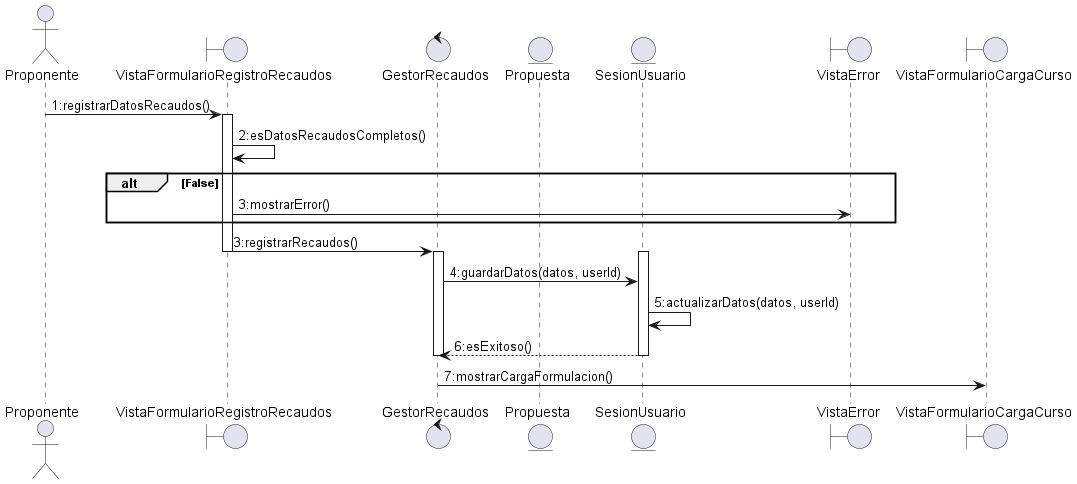 Proponente VistaFormularioRegistroRecaudos GestorRecaudos Propuesta SesionUsuario VistaError VistaFormularioCargaCurso
1:registrarDatosRecaudos()
2:esDatosRecaudosCompletos()
alt [False]
3:mostrarError()
3:registrarRecaudos()
4:guardarDatos(datos, userId)
5:actualizarDatos(datos, userId)
6:esExitoso()
7:mostrarCargaFormulacion()
Proponente VistaFormularioRegistroRecaudos GestorRecaudos Propuesta SesionUsuario VistaError VistaFormularioCargaCurso